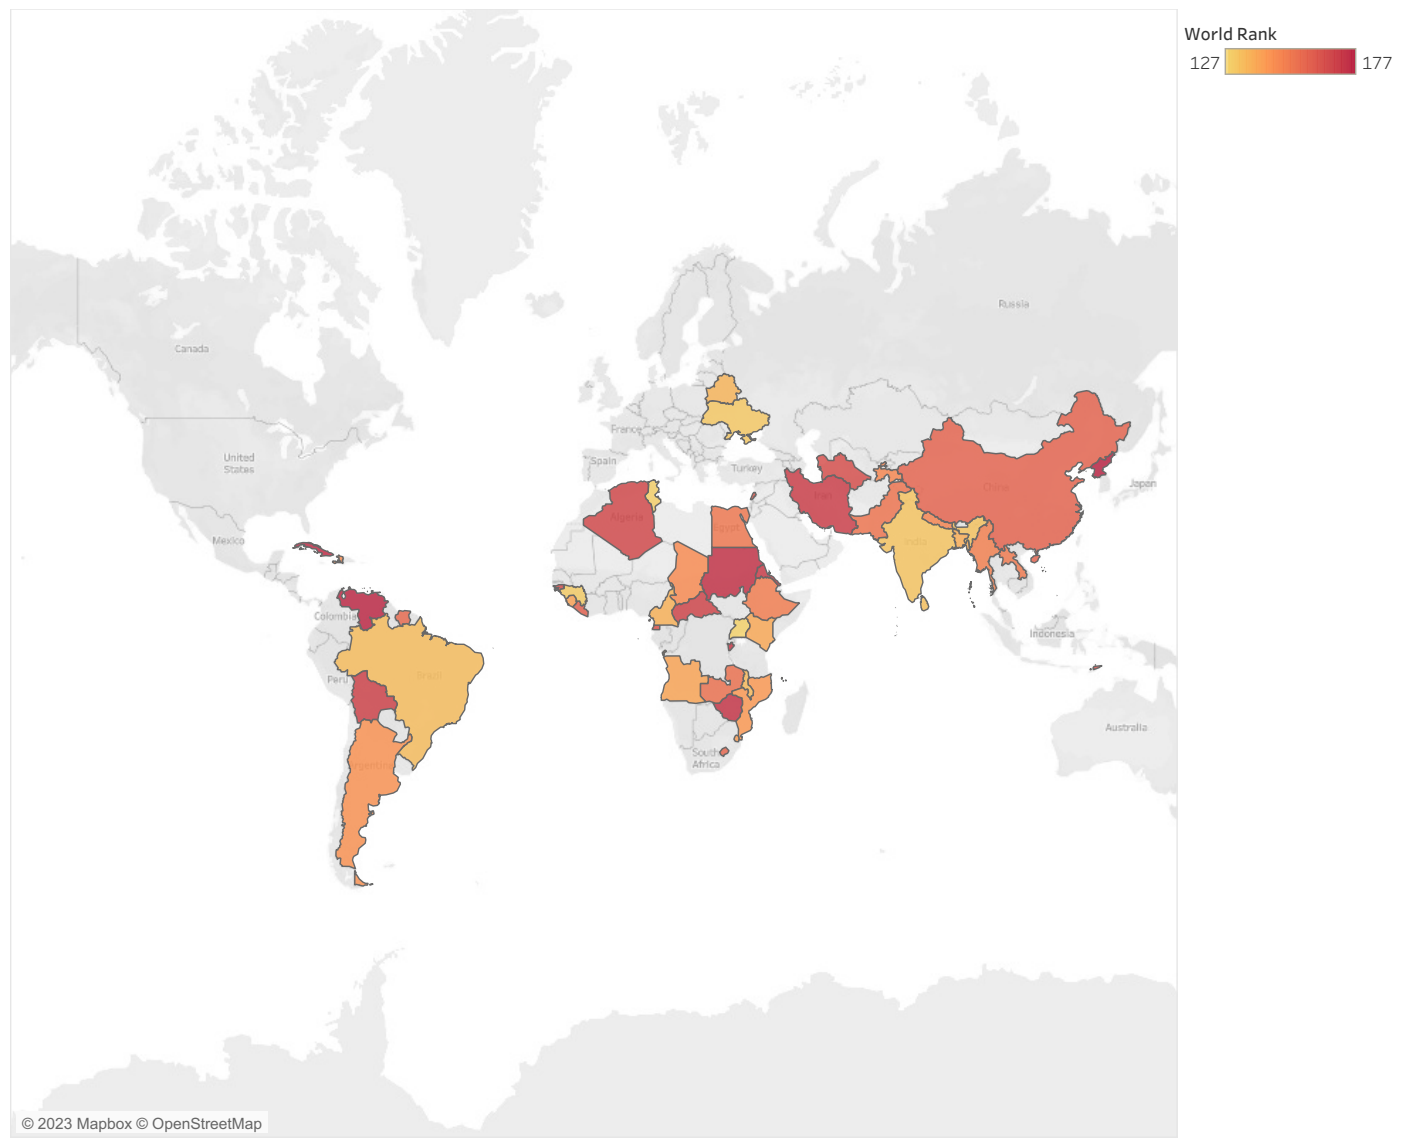 World Rank
127
177
Russia
Canada
France
United
States
Spain
Turkey
Iran
China
Japan
Algeria
Egypt
India
Mexico
Colombia
Indonesia
Brazil
Peru
Australia
South
Africa
Argentina
© 2023 Mapbox © OpenStreetMap